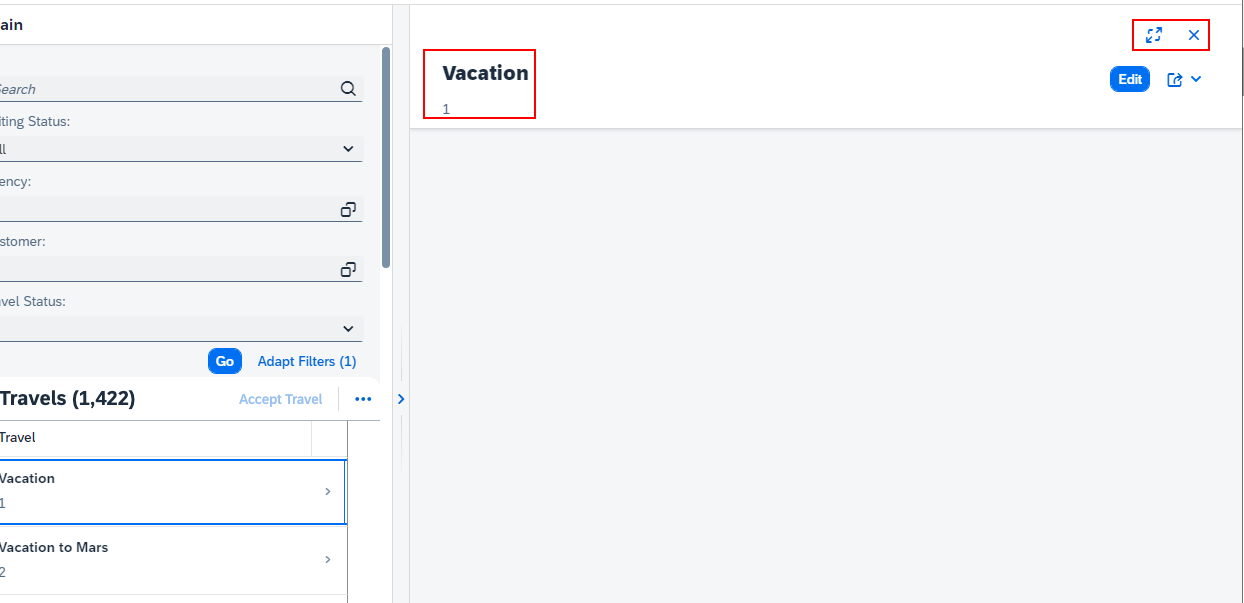 ain
Search
iting Status:
ll
ency:
stomer:
vel Status:
Go
Adapt Filters (1)
Travels (1,422)
Accept Travel
Travel
Vacation
1
Vacation to Mars
2
Vacation
1
Edit